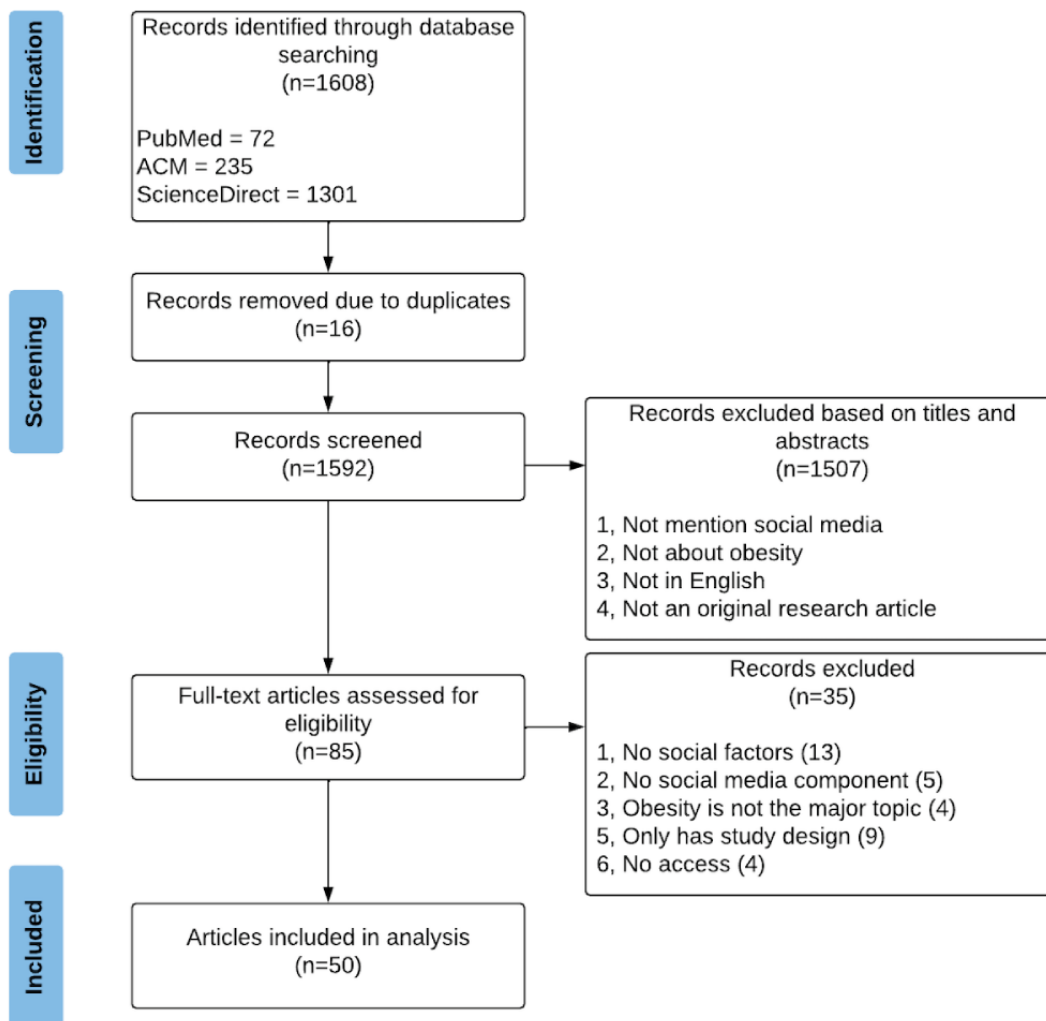 Identification
Records identified through database
searching
(n=1608)
PubMed = 72
ACM = 235
ScienceDirect = 1301
Screening
Records removed due to duplicates
(n=16)
Records screened
(n=1592)
Records excluded based on titles and
abstracts
(n=1507)
1, Not mention social media
2, Not about obesity
3, Not in English
4, Not an original research article
Eligibility
Full-text articles assessed for
eligibility
(n=85)
Records excluded
(n=35)
1, No social factors (13)
2, No social media component (5)
3, Obesity is not the major topic (4)
5, Only has study design (9)
6, No access (4)
Included
Articles included in analysis
(n=50)